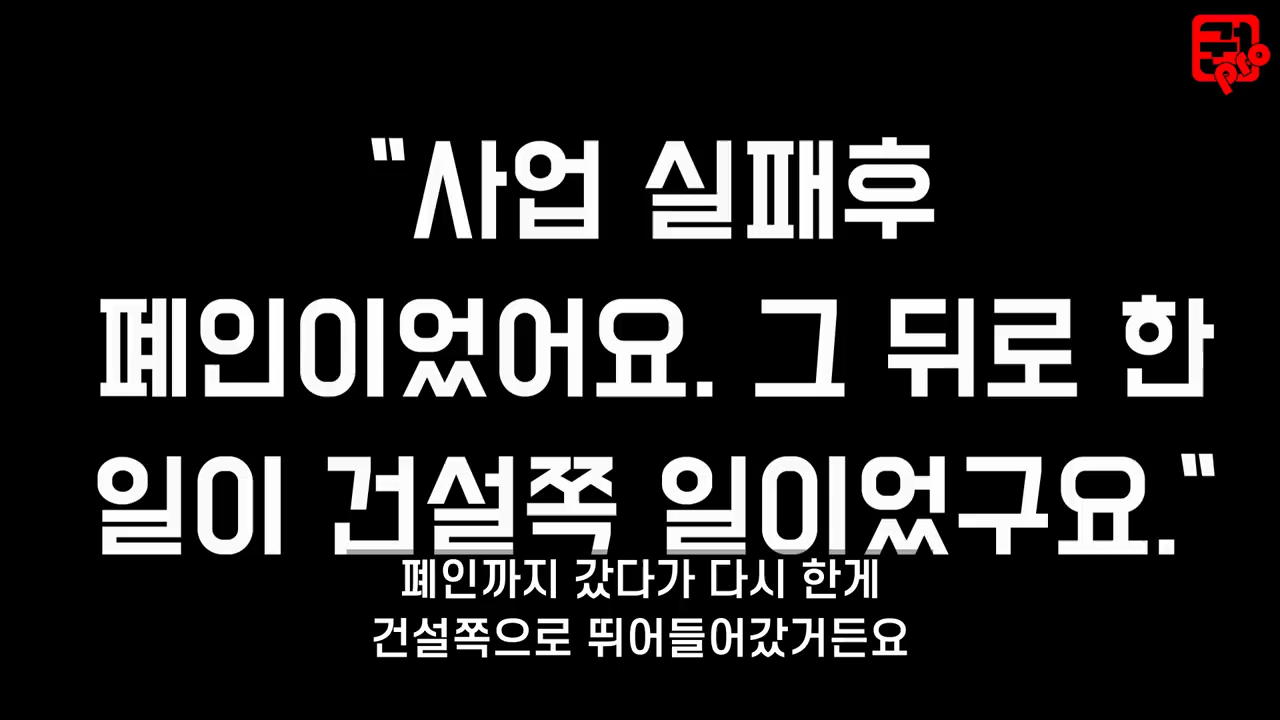 "사업 실패후
폐인이었어요. 그 뒤로 한
일이 건설쪽 일이었구요."
폐인까지 갔다가 다시 한게
건설쪽으로 뛰어들어갔거든요
pto